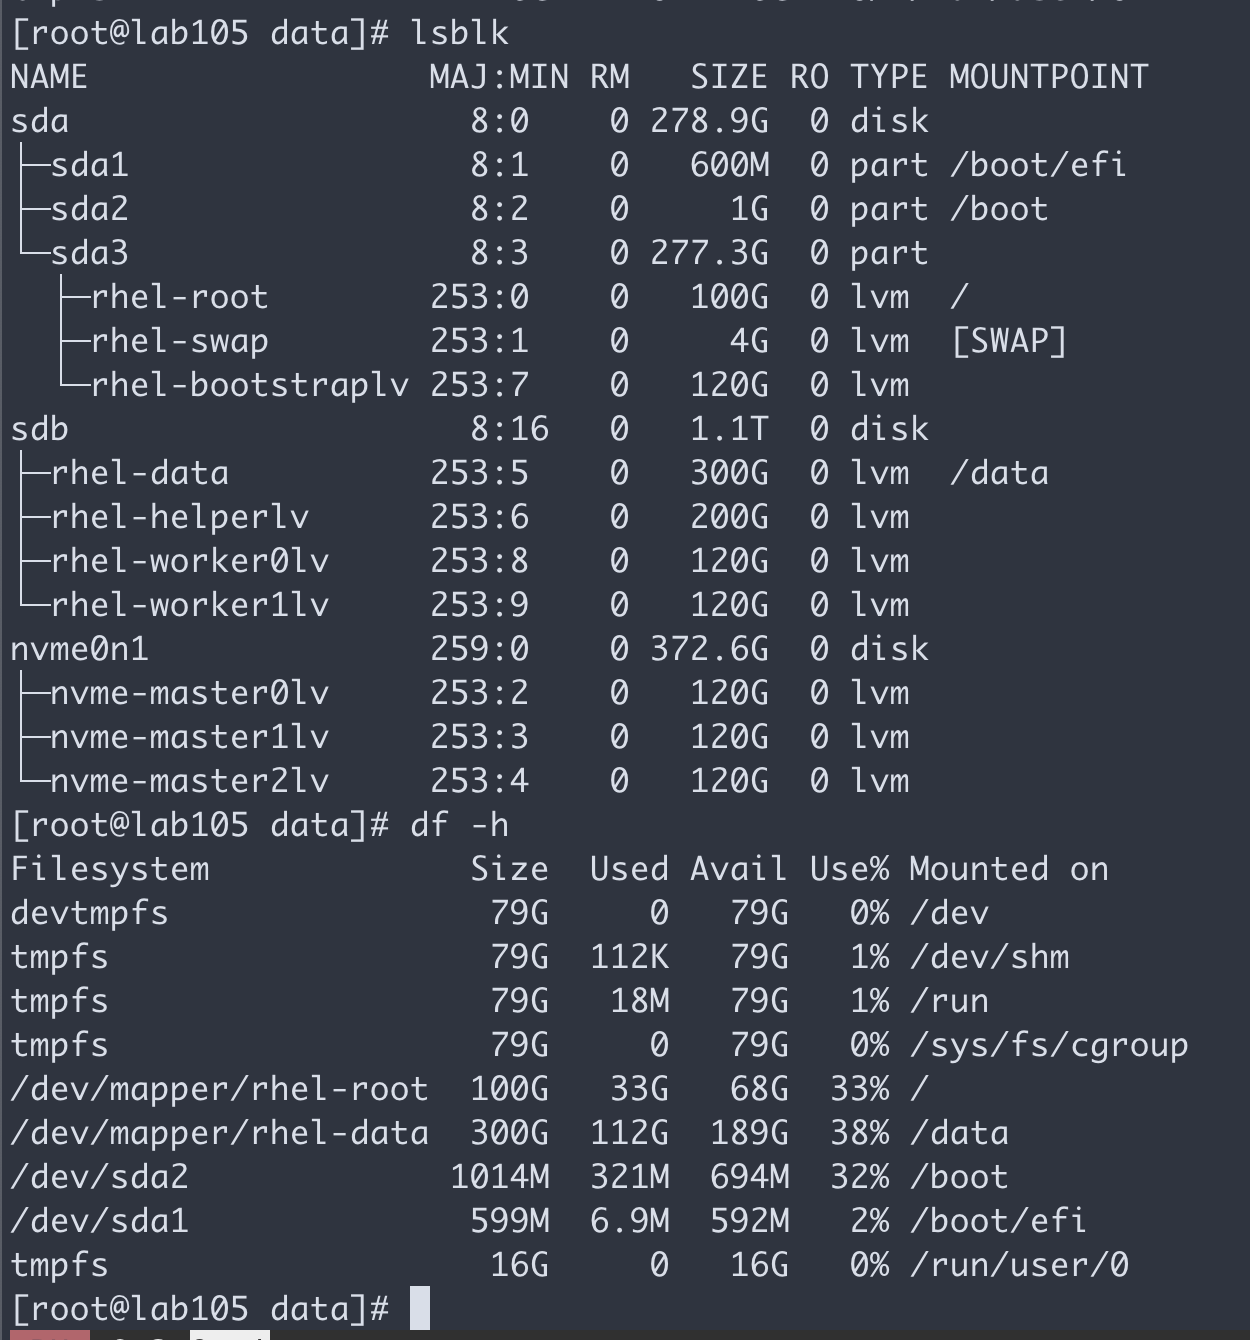 [root@lab105 data]# lsblk
NAME                 MAJ:MIN RM   SIZE RO TYPE MOUNTPOINT
sda                    8:0    0 278.9G  0 disk
├─sda1                 8:1    0   600M  0 part /boot/efi
├─sda2                 8:2    0     1G  0 part /boot
└─sda3                 8:3    0 277.3G  0 part
  ├─rhel-root        253:0    0   100G  0 lvm  /
  ├─rhel-swap        253:1    0     4G  0 lvm  [SWAP]
  └─rhel-bootstraplv 253:7    0   120G  0 lvm
sdb                    8:16   0   1.1T  0 disk
├─rhel-data          253:5    0   300G  0 lvm  /data
├─rhel-helperlv      253:6    0   200G  0 lvm
├─rhel-worker0lv     253:8    0   120G  0 lvm
└─rhel-worker1lv     253:9    0   120G  0 lvm
nvme0n1              259:0    0 372.6G  0 disk
├─nvme-master0lv     253:2    0   120G  0 lvm
├─nvme-master1lv     253:3    0   120G  0 lvm
└─nvme-master2lv     253:4    0   120G  0 lvm
[root@lab105 data]# df -h
Filesystem             Size  Used Avail Use% Mounted on
devtmpfs                79G     0   79G   0% /dev
tmpfs                   79G  112K   79G   1% /dev/shm
tmpfs                   79G   18M   79G   1% /run
tmpfs                   79G     0   79G   0% /sys/fs/cgroup
/dev/mapper/rhel-root  100G   33G   68G  33% /
/dev/mapper/rhel-data  300G  112G  189G  38% /data
/dev/sda2             1014M  321M  694M  32% /boot
/dev/sda1              599M  6.9M  592M   2% /boot/efi
tmpfs                   16G     0   16G   0% /run/user/0
[root@lab105 data]#